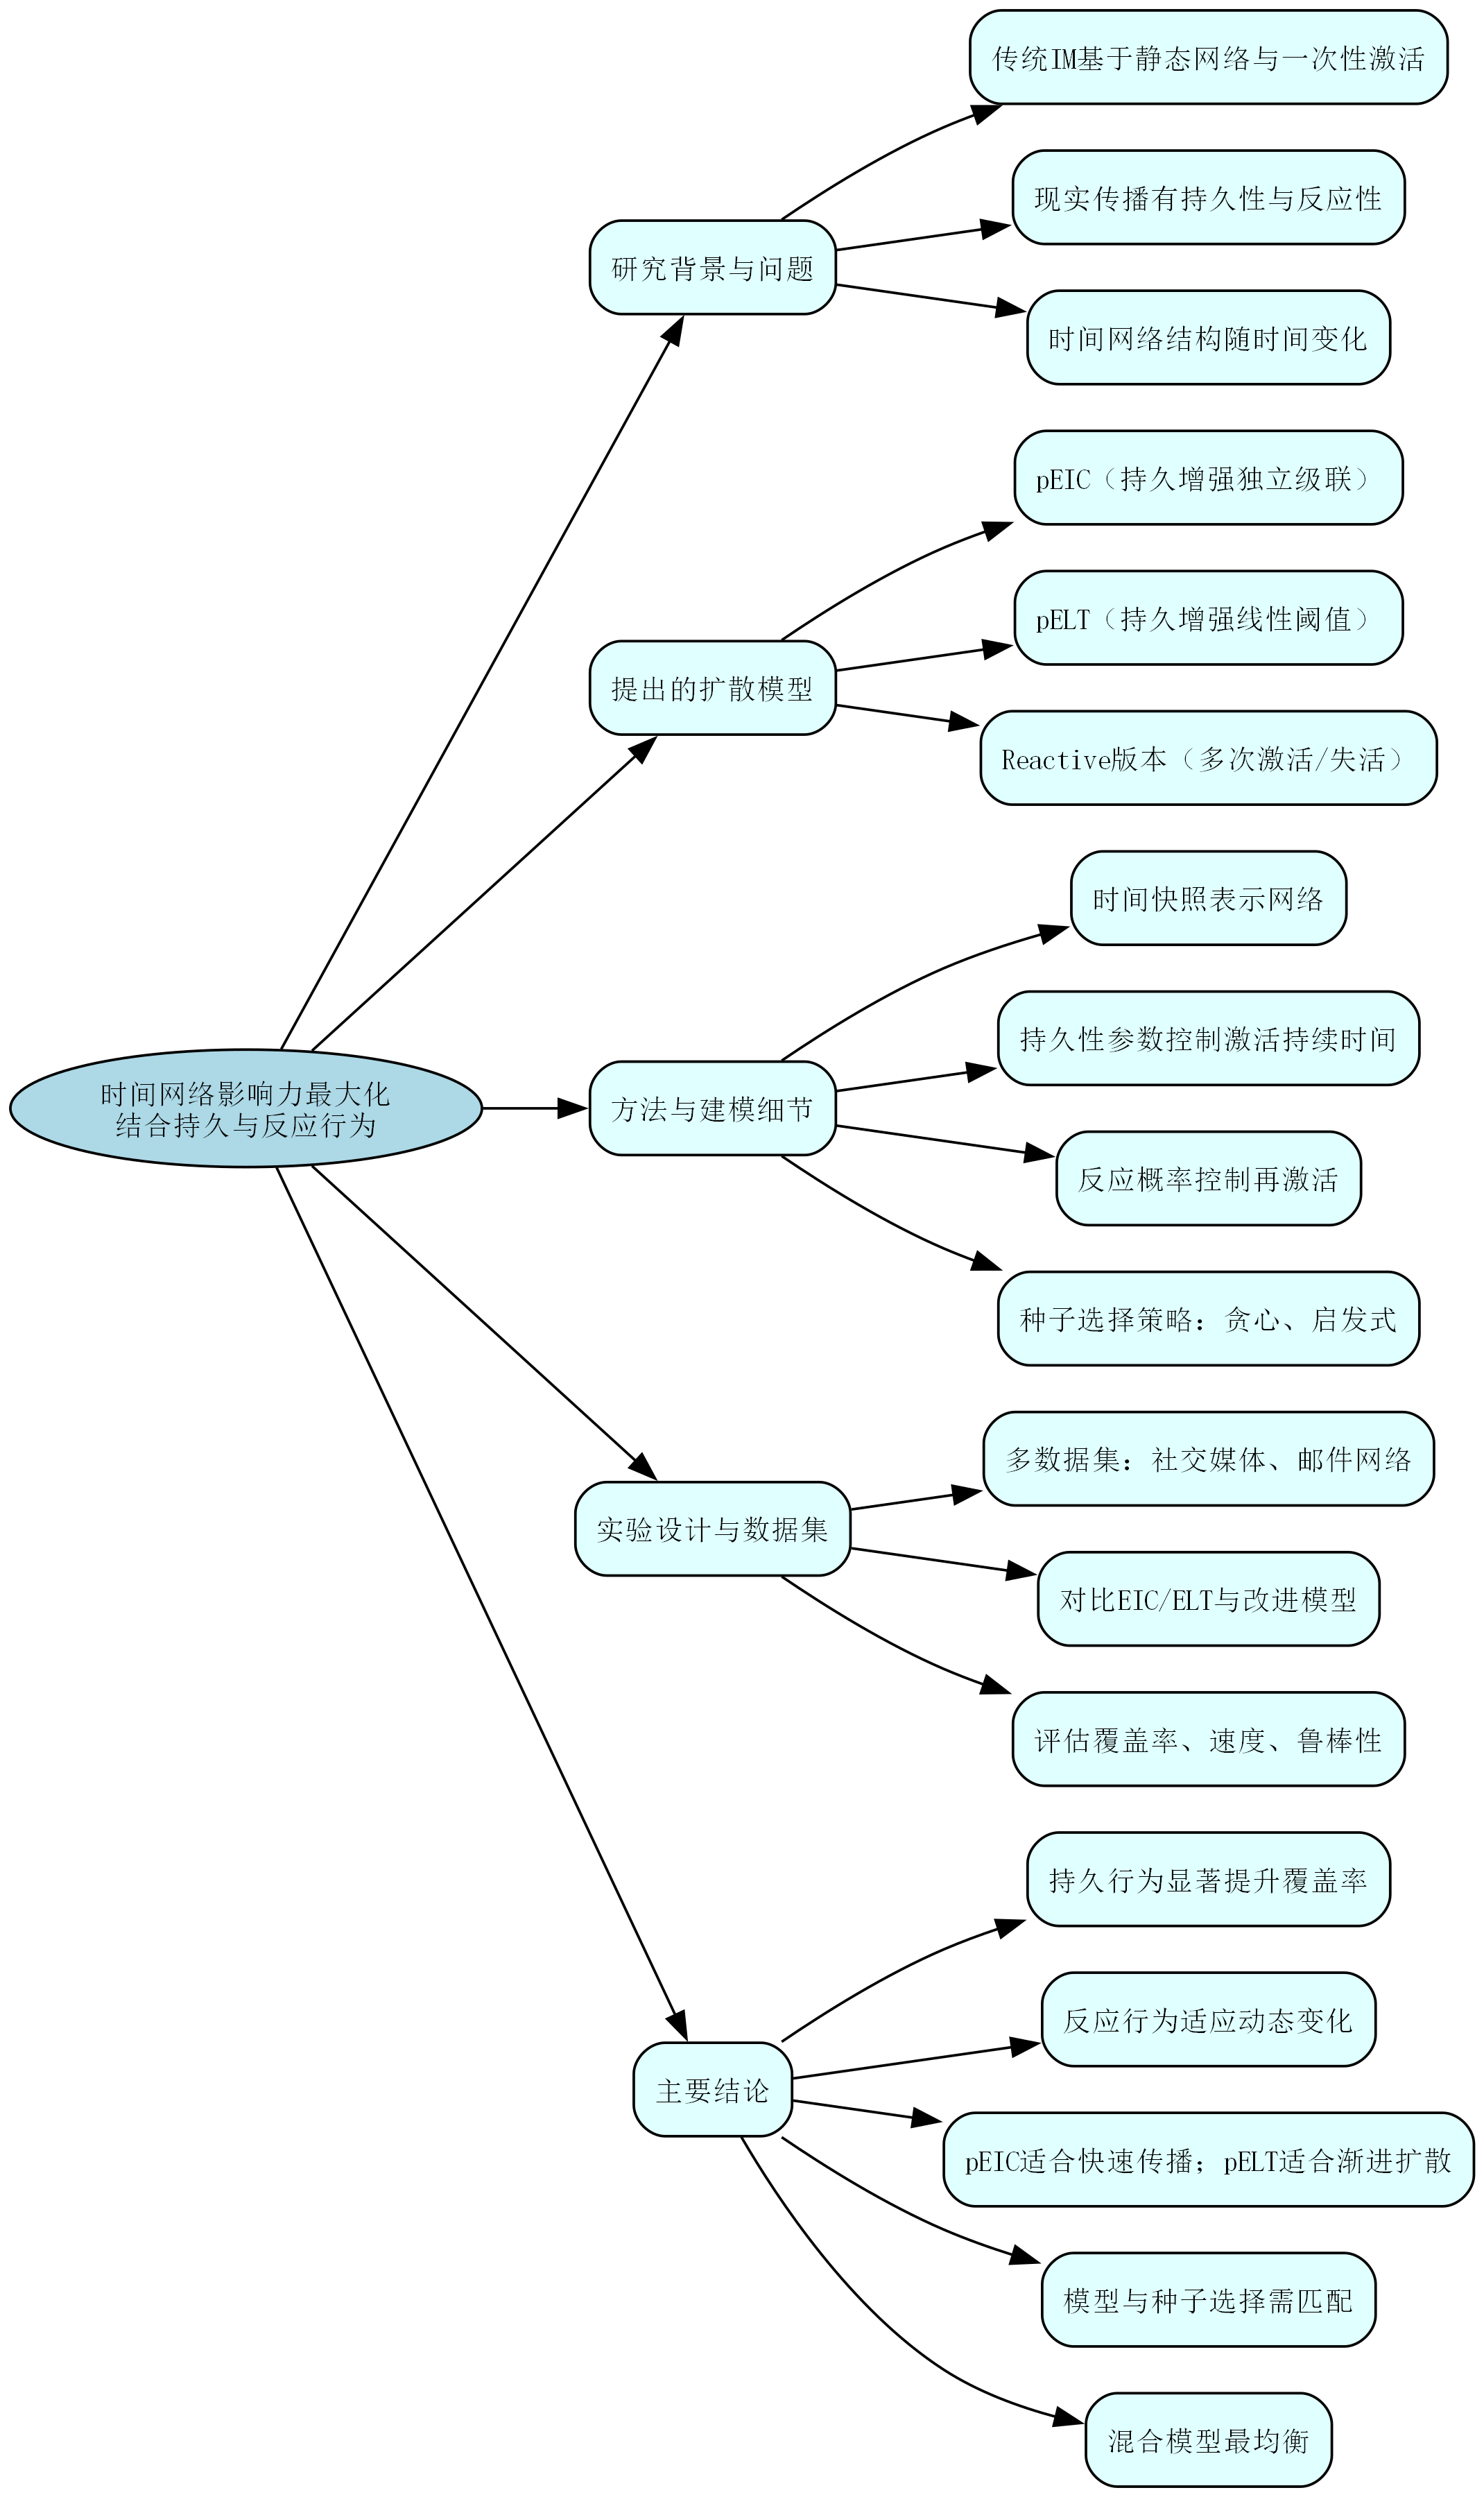 时间网络影响力最大化
结合持久与反应行为
研究背景与问题
传统IM基于静态网络与一次性激活
现实传播有持久性与反应性
时间网络结构随时间变化
提出的扩散模型
pEIC（持久增强独立级联）
pELT（持久增强线性阈值）
Reactive版本（多次激活/失活）
方法与建模细节
时间快照表示网络
持久性参数控制激活持续时间
反应概率控制再激活
种子选择策略：贪心、启发式
实验设计与数据集
多数据集：社交媒体、邮件网络
对比EIC/ELT与改进模型
评估覆盖率、速度、鲁棒性
主要结论
持久行为显著提升覆盖率
反应行为适应动态变化
pEIC适合快速传播；pELT适合渐进扩散
模型与种子选择需匹配
混合模型最均衡